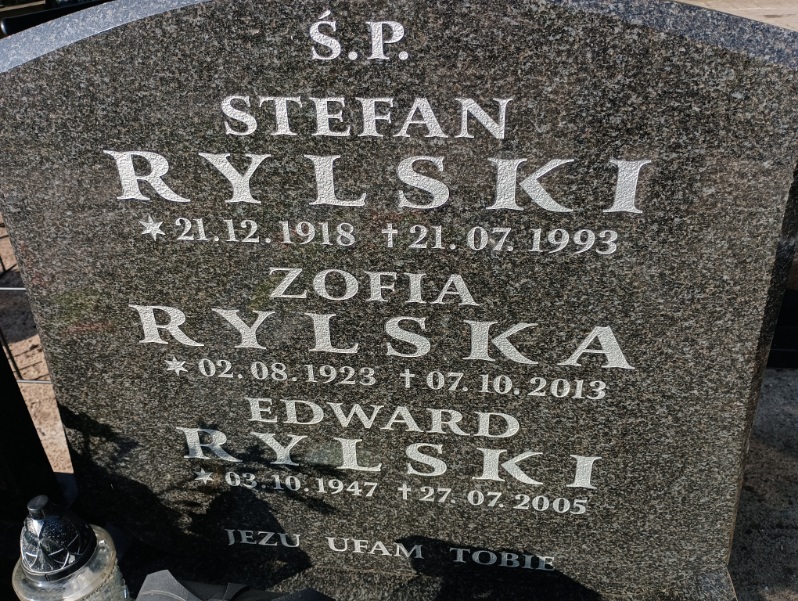 Ś.P.
STEFAN
RYLSKI
* 21.12.1918 † 21.07.1993
ZOFIA
RYLSKA
* 02.08.1923 † 07.10.2013
EDWARD
RYLSKI
* 03.10.1947 † 27.07.2005
JEZU UFAM TOBIE